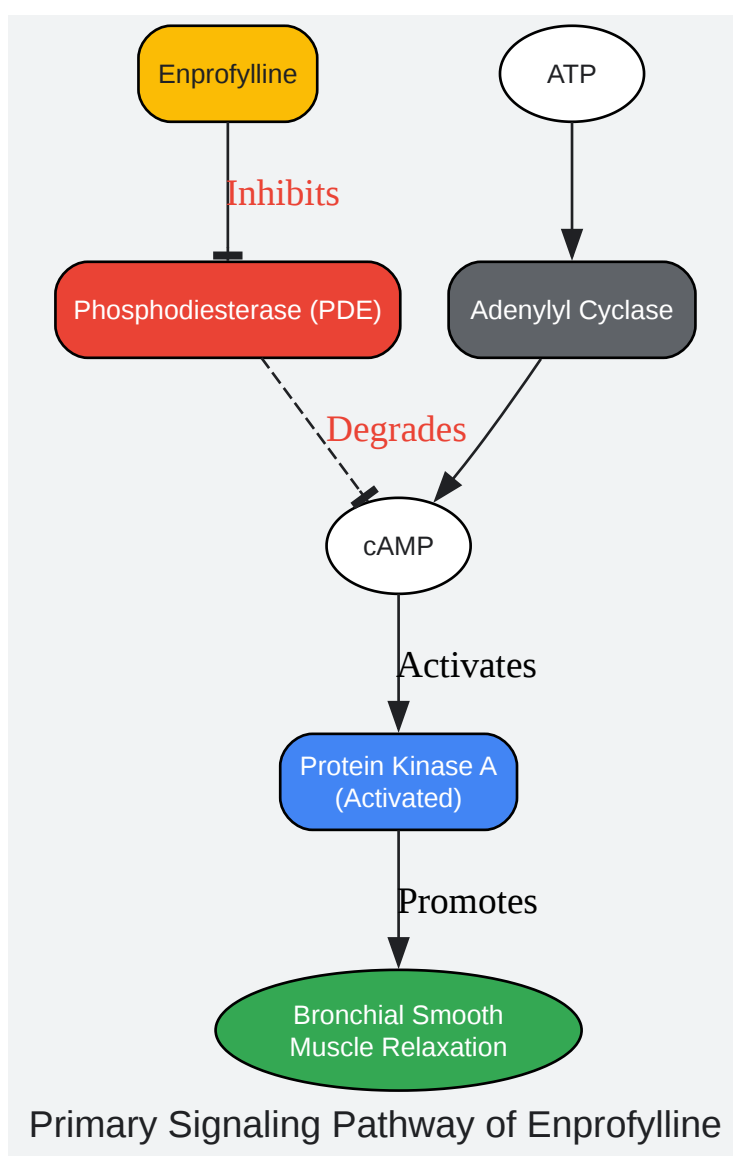 Enprofylline
ATP
Inhibits
Phosphodiesterase (PDE)
Adenylyl Cyclase
Degrades
cAMP
Activates
Protein Kinase A
(Activated)
Promotes
Bronchial Smooth
Muscle Relaxation
Primary Signaling Pathway of Enprofylline